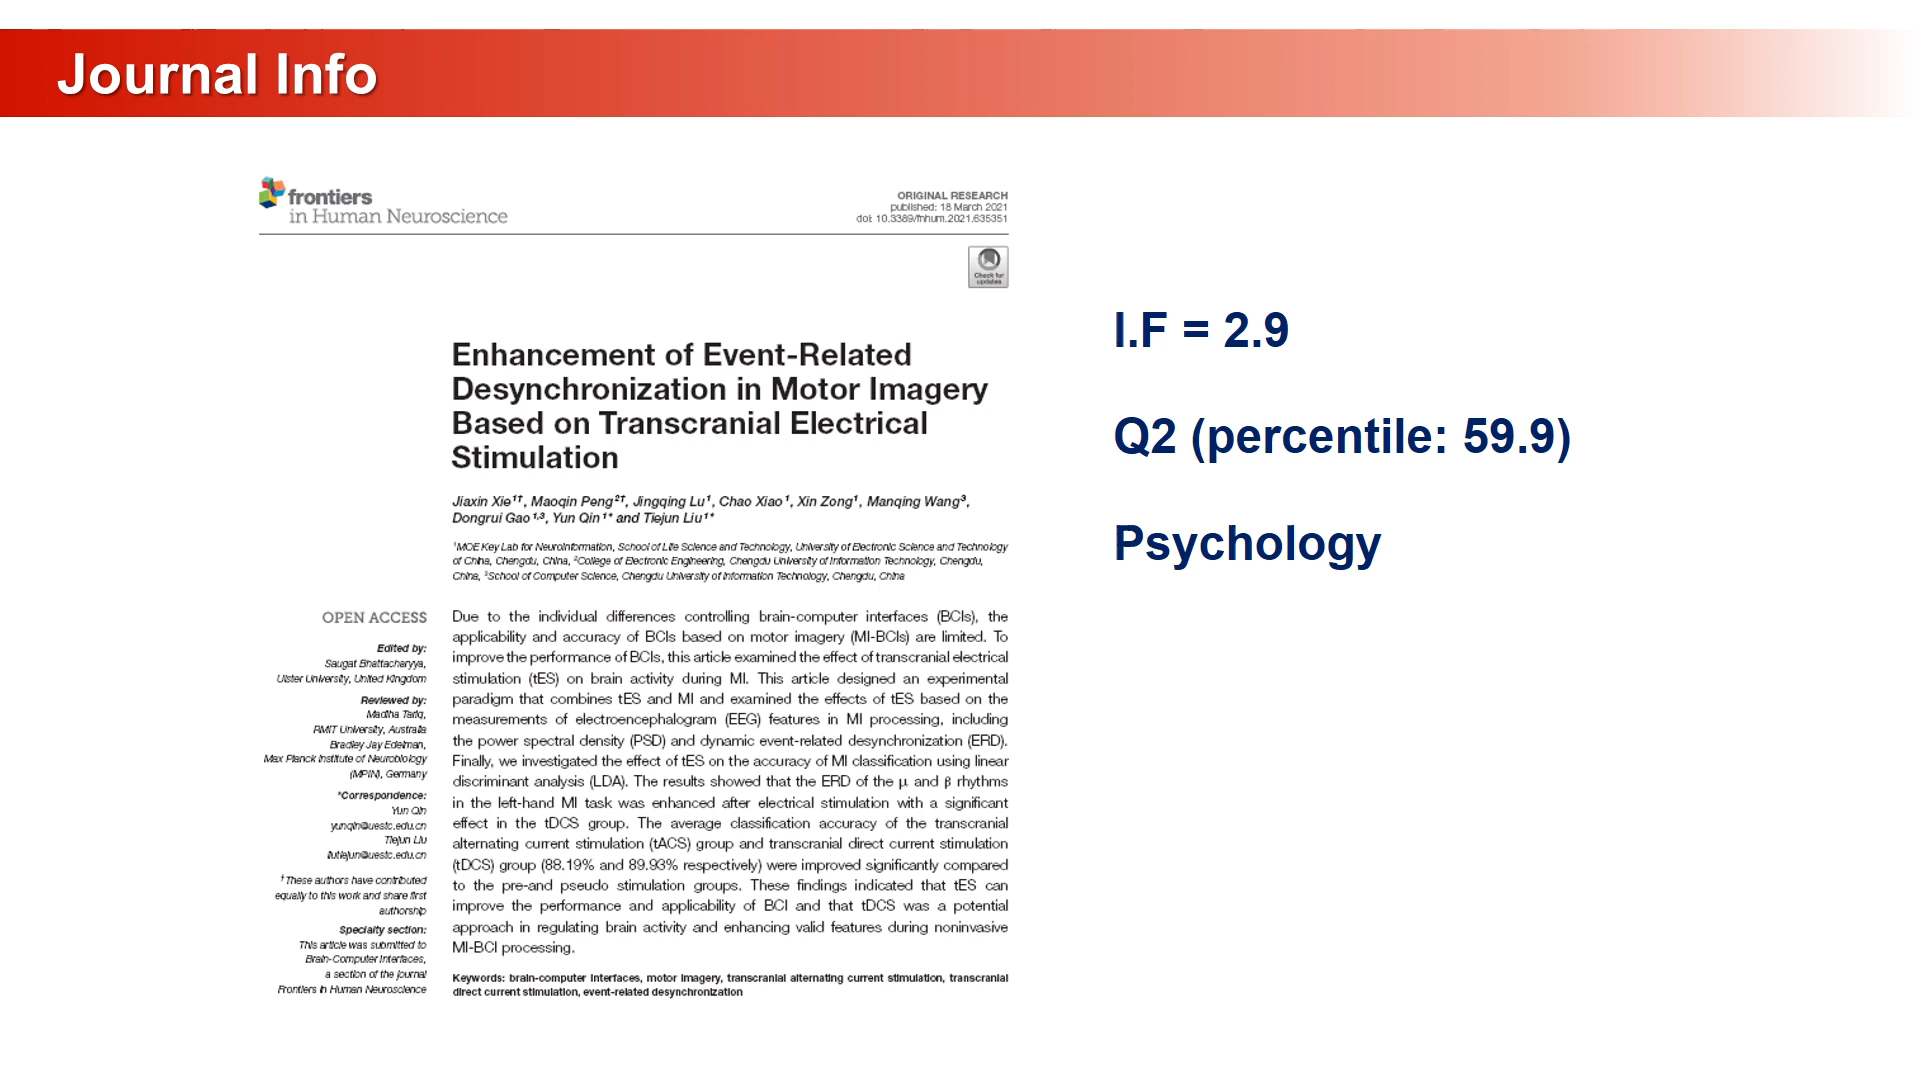 Journal Info
frontiers
in Human Neuroscience
ORIGINAL RESEARCH
published: 18 March 2021
doi: 10.3389/fnhum.2021.635351
Check for
updates
Enhancement of Event-Related
Desynchronization in Motor Imagery
Based on Transcranial Electrical
Stimulation
Jiaxin Xie1†, Maoqin Peng2†, Jingqing Lu1, Chao Xiao1, Xin Zong1, Manqing Wang3,
Dongrui Gao1,3, Yun Qin1* and Tiejun Liu1*
1MOE Key Lab for Neuroinformation, School of Life Science and Technology, University of Electronic Science and Technology
of China, Chengdu, China, 2College of Electronic Engineering, Chengdu University of Information Technology, Chengdu,
China, 3School of Computer Science, Chengdu University of Information Technology, Chengdu, China
OPEN ACCESS
Edited by:
Saugat Bhattacharyya,
Ulster University, United Kingdom
Reviewed by:
Madiha Tariq,
RMIT University, Australia
Bradley Jay Edelman,
Max Planck Institute of Neurobiology
(MPIN), Germany
*Correspondence:
Yun Qin
yunqin@uestc.edu.cn
Tiejun Liu
liutiejun@uestc.edu.cn
†These authors have contributed
equally to this work and share first
authorship
Specialty section:
This article was submitted to
Brain-Computer Interfaces,
a section of the journal
Frontiers in Human Neuroscience
Due to the individual differences controlling brain-computer interfaces (BCIs), the
applicability and accuracy of BCIs based on motor imagery (MI-BCIs) are limited. To
improve the performance of BCIs, this article examined the effect of transcranial electrical
stimulation (tES) on brain activity during MI. This article designed an experimental
paradigm that combines tES and MI and examined the effects of tES based on the
measurements of electroencephalogram (EEG) features in MI processing, including
the power spectral density (PSD) and dynamic event-related desynchronization (ERD).
Finally, we investigated the effect of tES on the accuracy of MI classification using linear
discriminant analysis (LDA). The results showed that the ERD of the μ and β rhythms
in the left-hand MI task was enhanced after electrical stimulation with a significant
effect in the tDCS group. The average classification accuracy of the transcranial
alternating current stimulation (tACS) group and transcranial direct current stimulation
(tDCS) group (88.19% and 89.93% respectively) were improved significantly compared
to the pre-and pseudo stimulation groups. These findings indicated that tES can
improve the performance and applicability of BCI and that tDCS was a potential
approach in regulating brain activity and enhancing valid features during noninvasive
MI-BCI processing.
Keywords: brain-computer interfaces, motor imagery, transcranial alternating current stimulation, transcranial
direct current stimulation, event-related desynchronization
I.F = 2.9
Q2 (percentile: 59.9)
Psychology